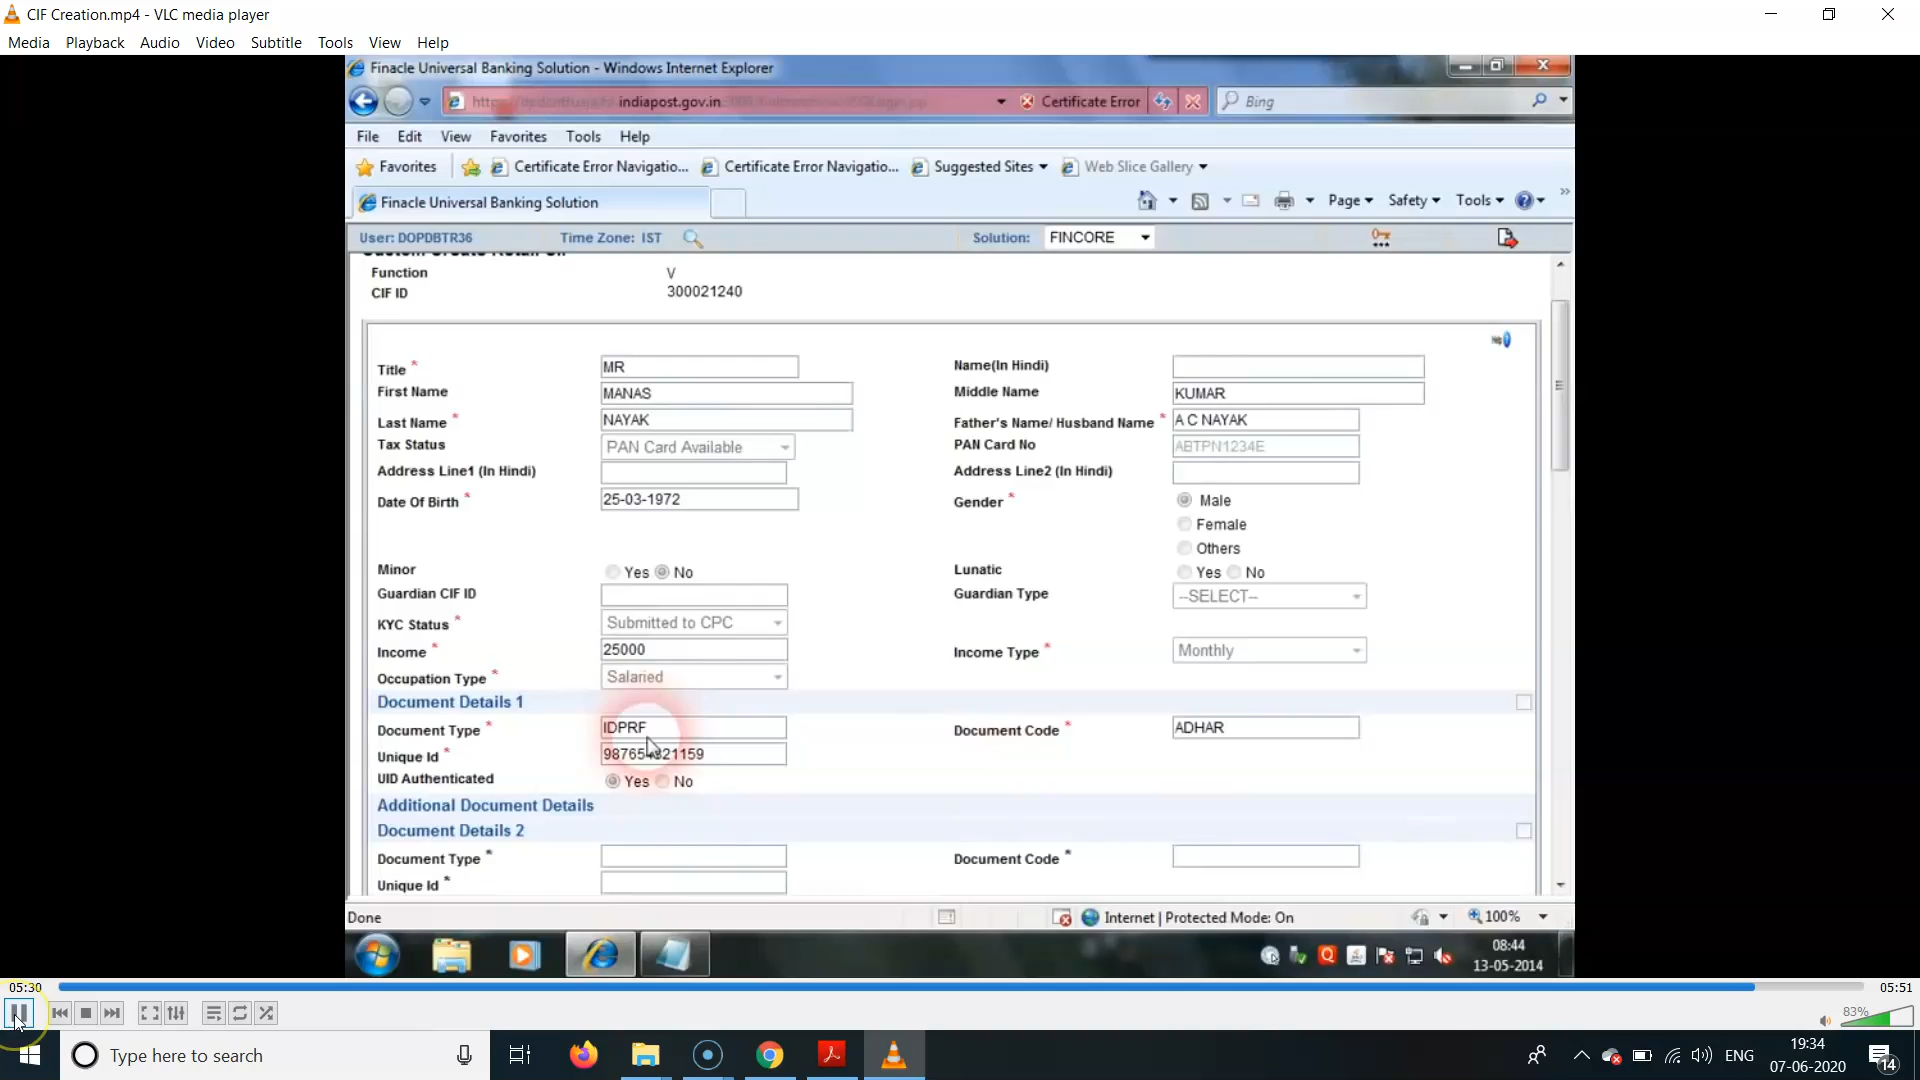 CIF Creation.mp4 - VLC media player
Media Playback Audio Video Subtitle Tools View Help
Finacle Universal Banking Solution - Windows Internet Explorer
indiapost.gov.in Certificate Error Bing
File Edit View Favorites Tools Help
Favorites Certificate Error Navigatio... Certificate Error Navigatio... Suggested Sites Web Slice Gallery
Finacle Universal Banking Solution Page Safety Tools
User: DOPDBTR36 Time Zone: IST Solution: FINCORE
Function V
CIF ID 300021240
Title * MR Name(In Hindi)
First Name MANAS Middle Name KUMAR
Last Name * NAYAK Father's Name/ Husband Name * A C NAYAK
Tax Status PAN Card Available PAN Card No ABTPN1234E
Address Line1 (In Hindi) Address Line2 (In Hindi)
Date Of Birth * 25-03-1972 Gender * Male
Female
Others
Minor Yes No Lunatic Yes No
Guardian CIF ID Guardian Type --SELECT--
KYC Status * Submitted to CPC
Income * 25000 Income Type * Monthly
Occupation Type * Salaried
Document Details 1
Document Type * IDPRF Document Code * ADHAR
Unique Id *
UID Authenticated Yes No
Additional Document Details
Document Details 2
Document Type * Document Code *
Unique Id *
Done Internet | Protected Mode: On 100%
08:44
13-05-2014
05:30 05:51
83%
Type here to search ENG 19:34
07-06-2020
14